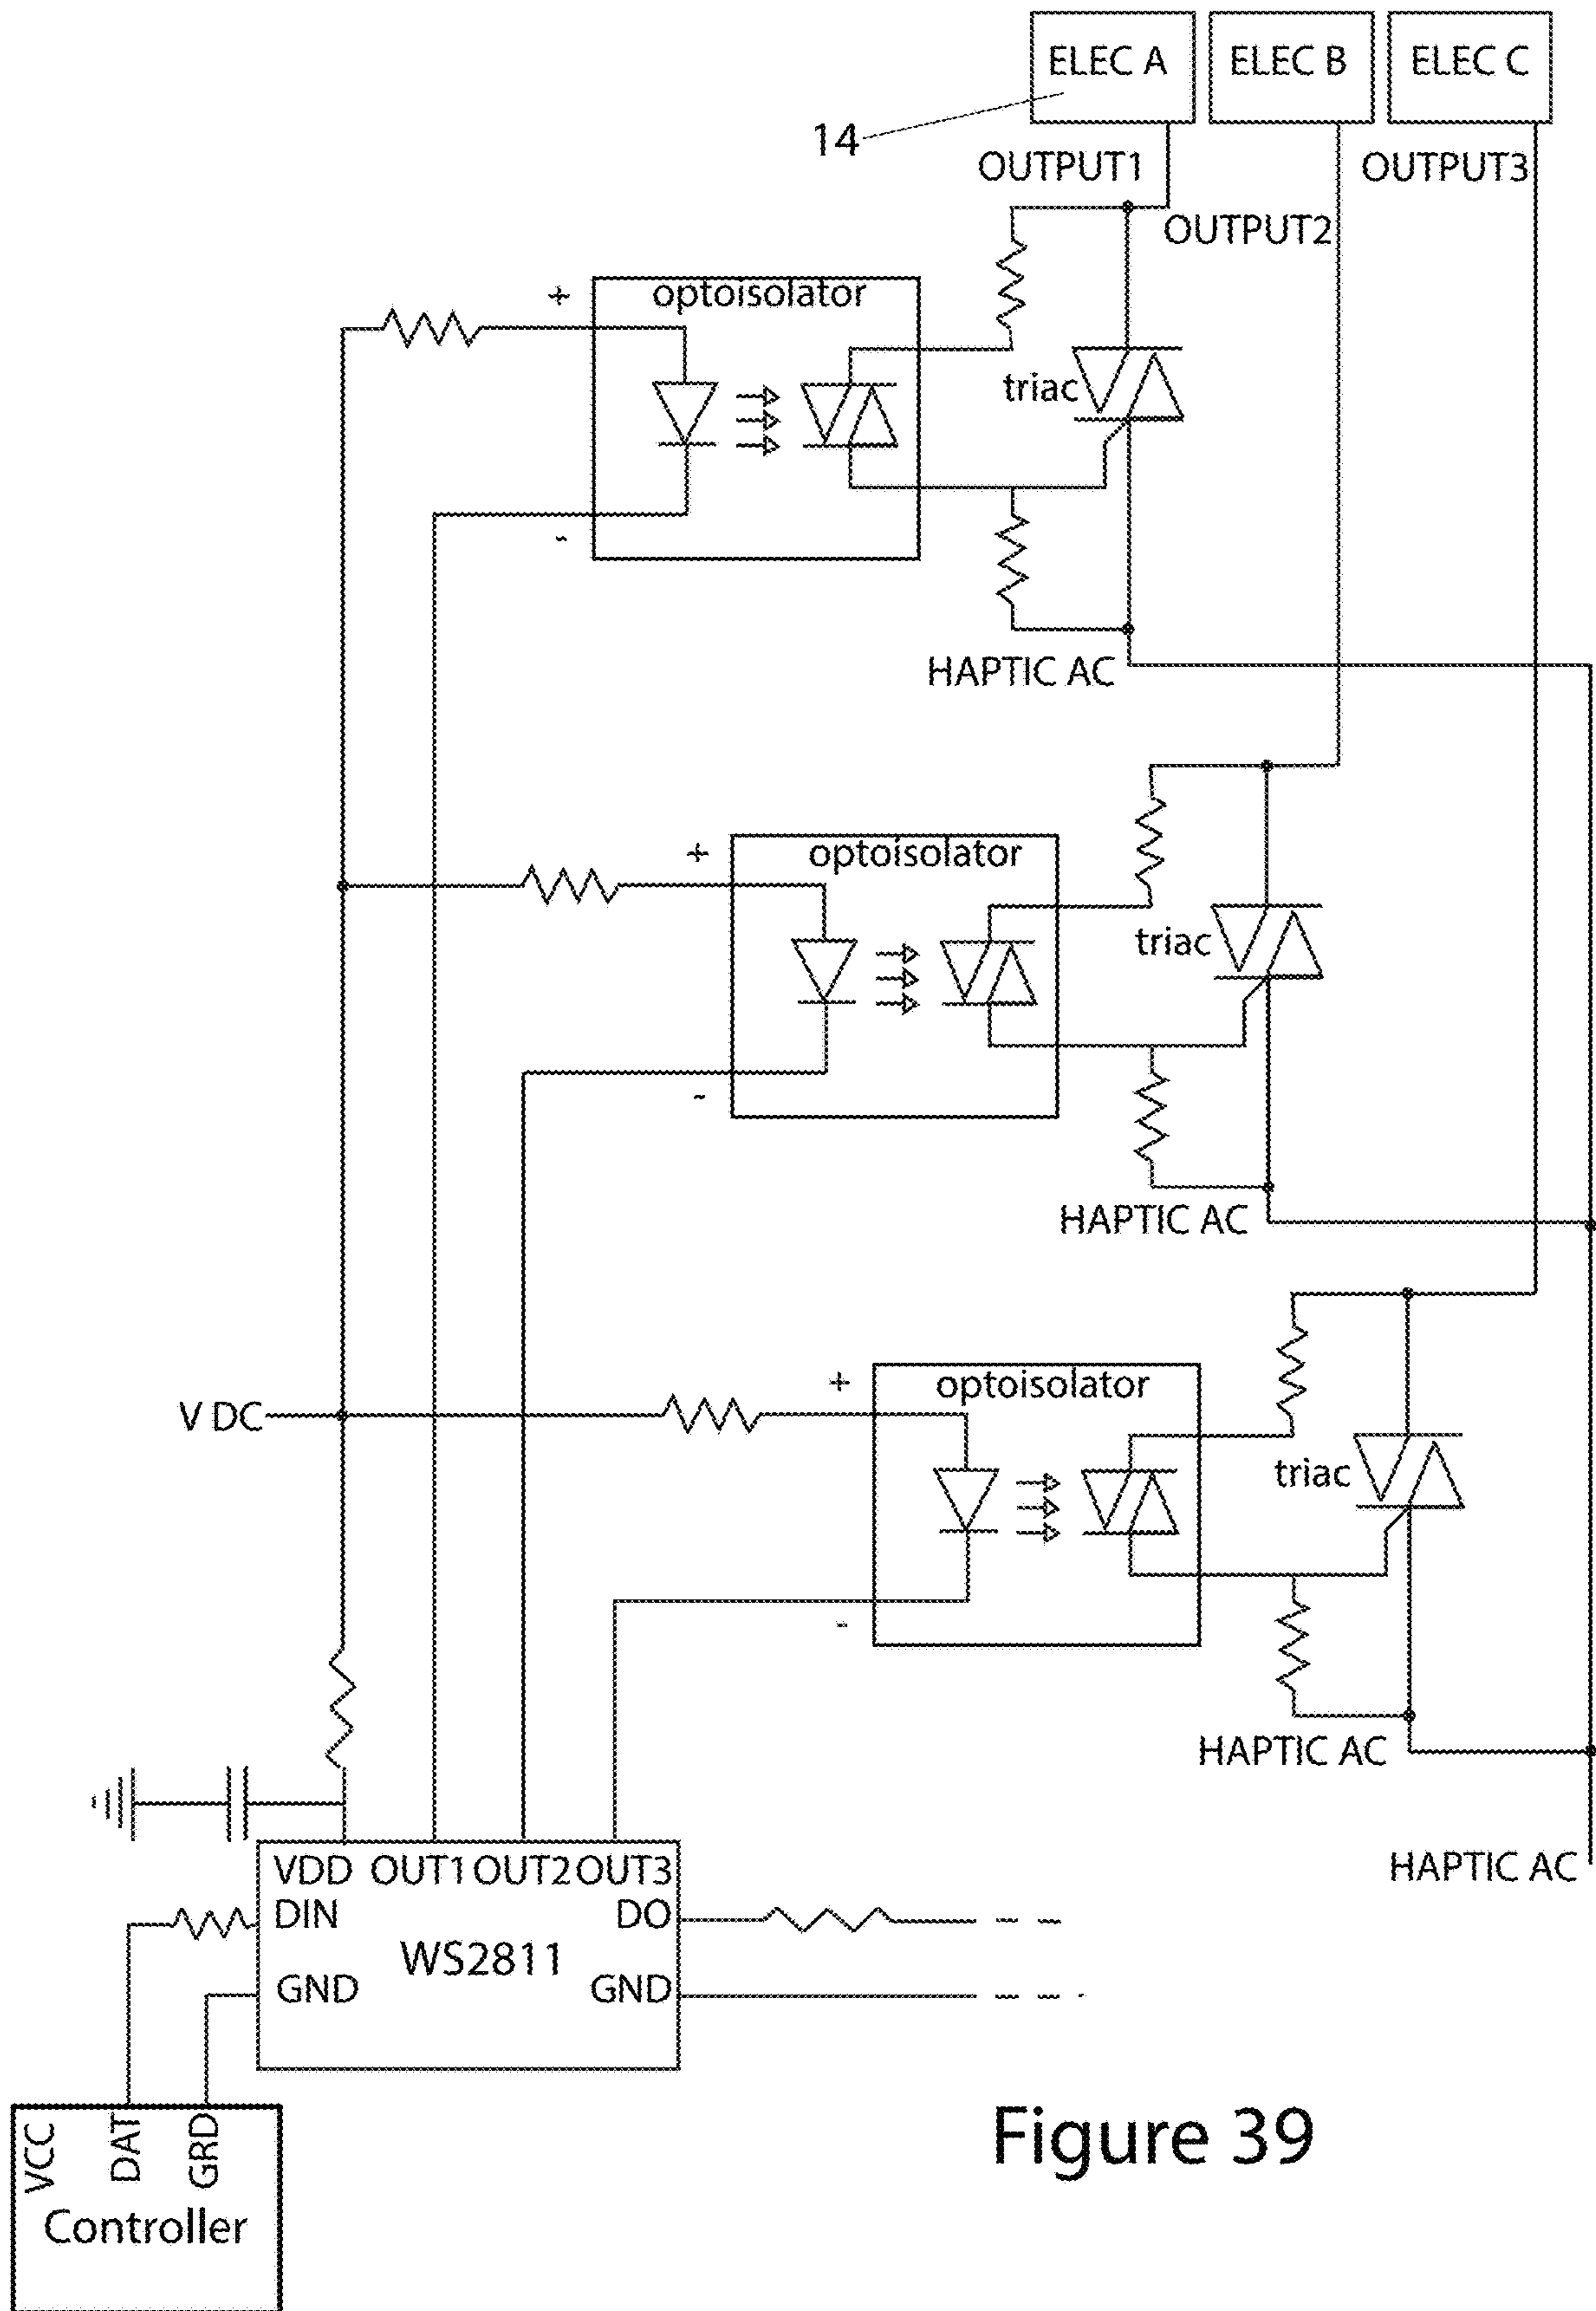 ELEC A ELEC B ELEC C
14
OUTPUT1 OUTPUT3
OUTPUT2
+ optoisolator
triac
-
HAPTIC AC
+ optoisolator
triac
-
HAPTIC AC
+ optoisolator
V DC
triac
-
HAPTIC AC
HAPTIC AC
VDD OUT1 OUT2 OUT3
DIN DO
WS2811
GND GND
VCC DAT GRD
Controller
Figure 39